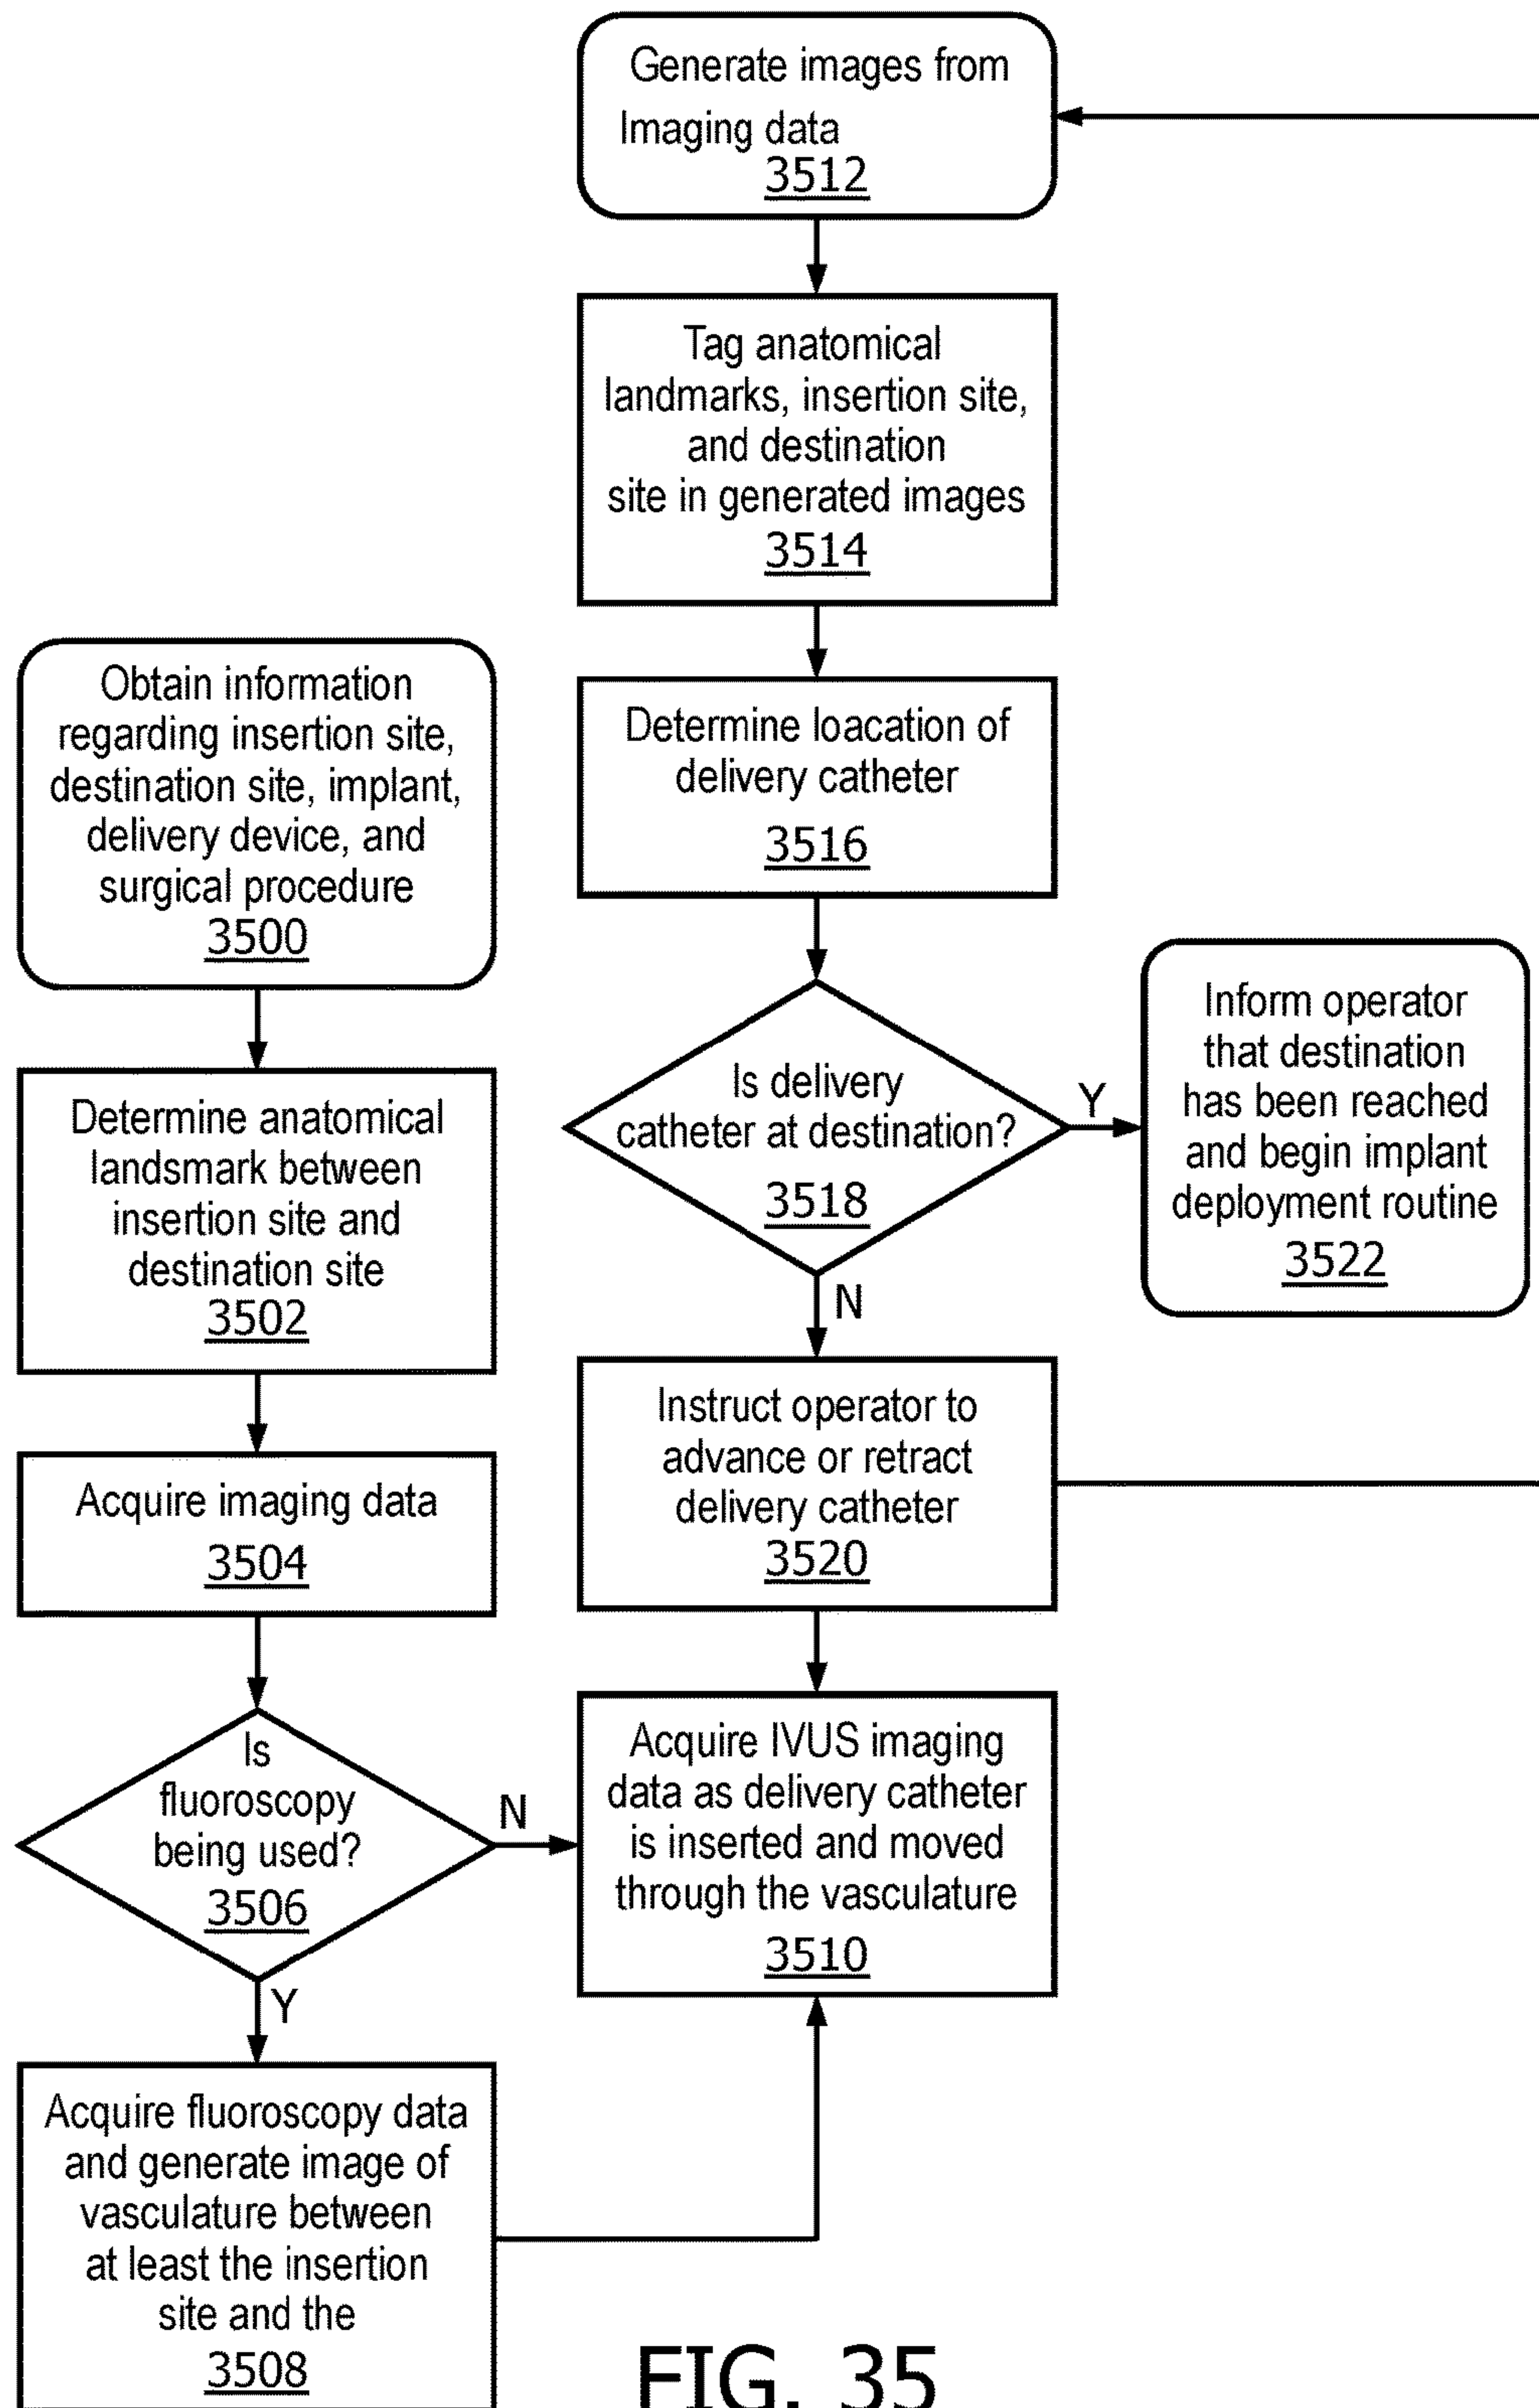 Obtain information
regarding insertion site,
destination site, implant,
delivery device, and
surgical procedure
3500
Determine anatomical
landsmark between
insertion site and
destination site
3502
Acquire imaging data
3504
Is
fluoroscopy
being used?
3506
N
Y
Acquire fluoroscopy data
and generate image of
vasculature between
at least the insertion
site and the
3508
Generate images from
Imaging data
3512
Tag anatomical
landmarks, insertion site,
and destination
site in generated images
3514
Determine loacation of
delivery catheter
3516
Is delivery
catheter at destination?
3518
Y
N
Inform operator
that destination
has been reached
and begin implant
deployment routine
3522
Instruct operator to
advance or retract
delivery catheter
3520
Acquire IVUS imaging
data as delivery catheter
is inserted and moved
through the vasculature
3510
FIG. 35